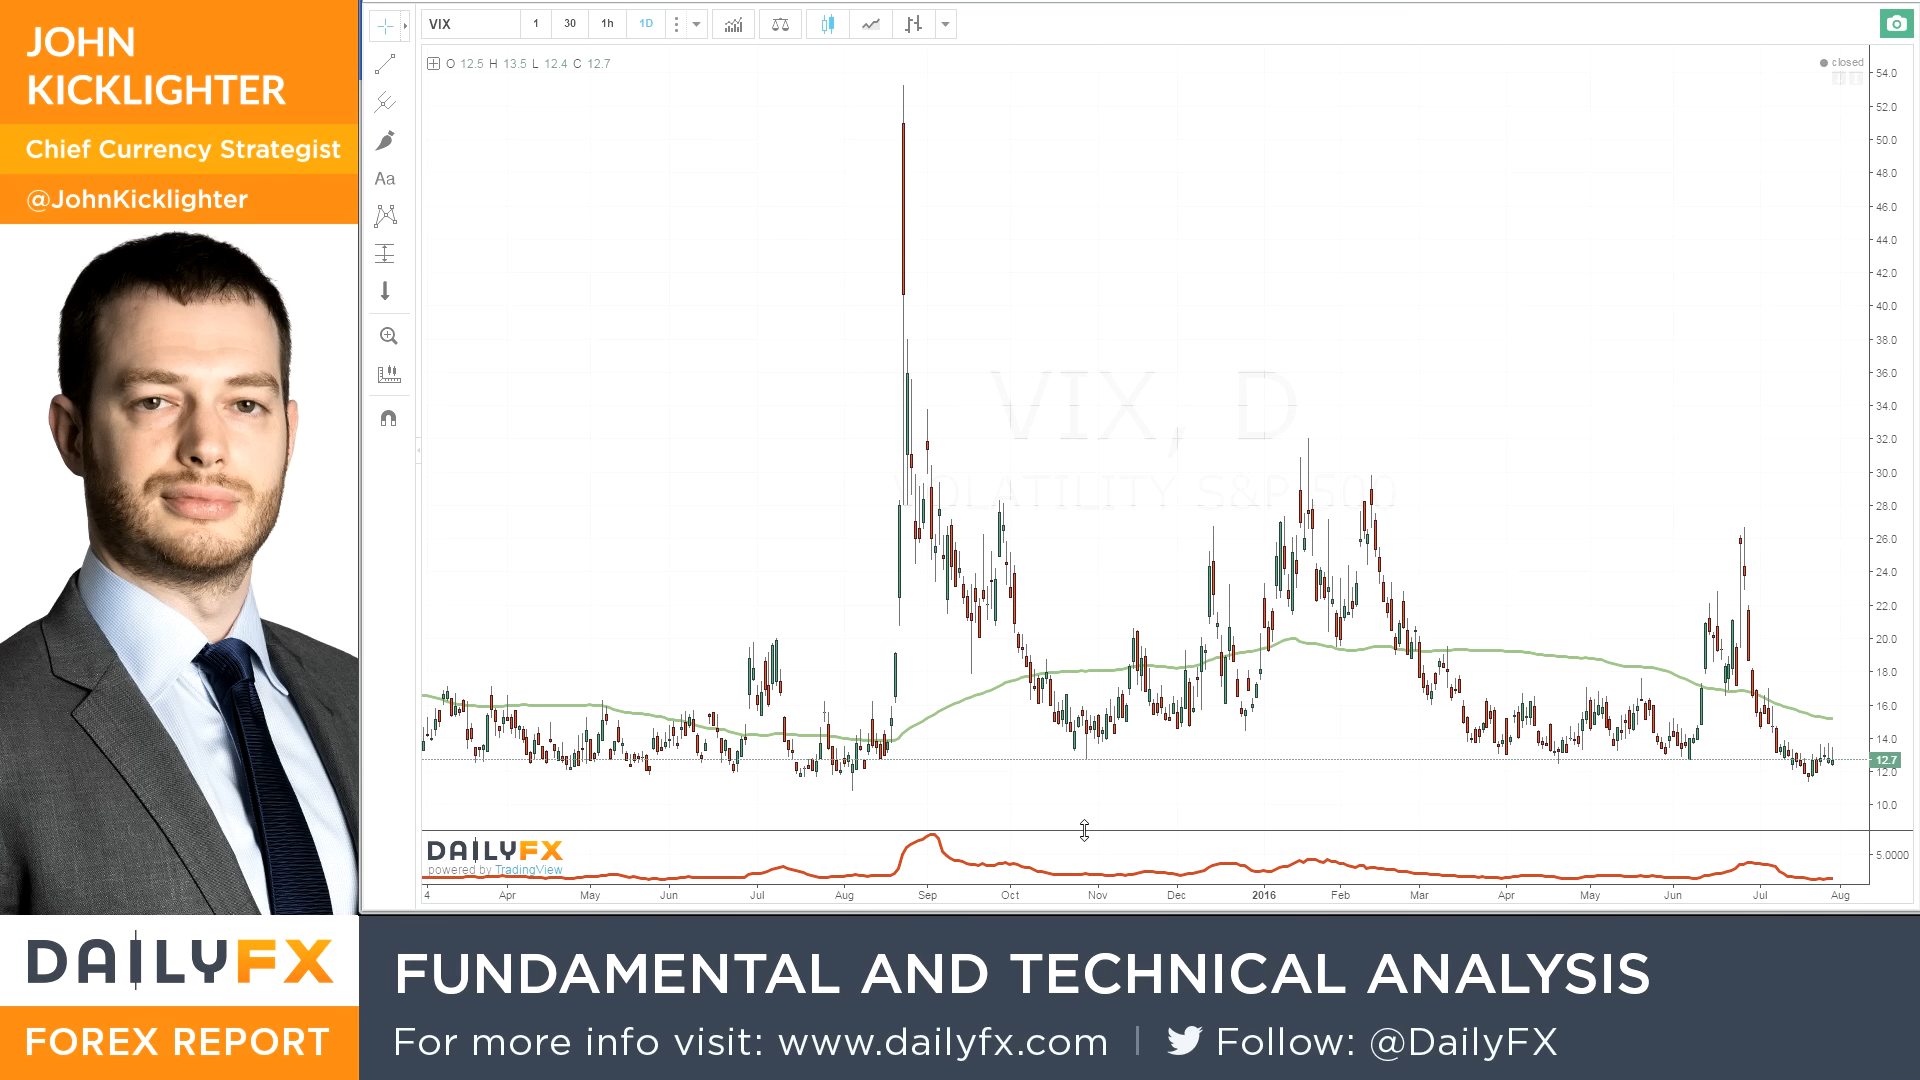 JOHN
KICKLIGHTER
Chief Currency Strategist
@JohnKicklighter
VIX 1 30 1h 1D
O 12.5 H 13.5 L 12.4 C 12.7
closed
Aa
VIX, D
VOLATILITY S&P 500
54.0
52.0
50.0
48.0
46.0
44.0
42.0
40.0
38.0
36.0
34.0
32.0
30.0
28.0
26.0
24.0
22.0
20.0
18.0
16.0
14.0
12.7
12.0
10.0
5.0000
DAILYFX
powered by TradingView
4 Apr May Jun Jul Aug Sep Oct Nov Dec 2016 Feb Mar Apr May Jun Jul Aug
DAILYFX
FOREX REPORT
FUNDAMENTAL AND TECHNICAL ANALYSIS
For more info visit: www.dailyfx.com | Follow: @DailyFX